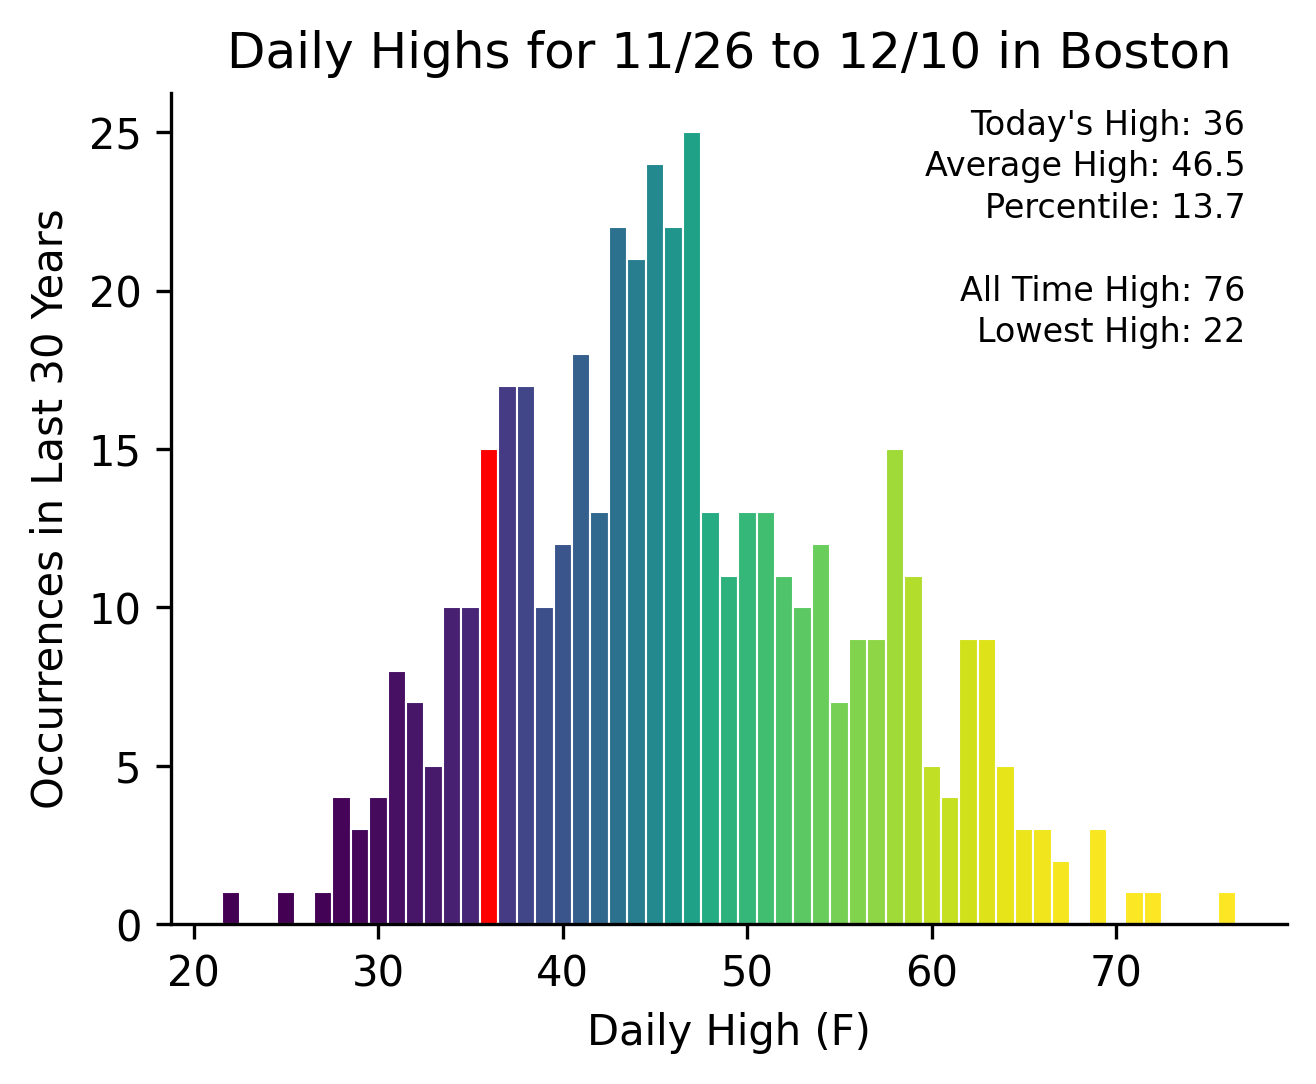 Daily Highs for 11/26 to 12/10 in Boston
Today's High: 36
Average High: 46.5
Percentile: 13.7
All Time High: 76
Lowest High: 22
Occurrences in Last 30 Years
25
20
15
10
5
0
20 30 40 50 60 70
Daily High (F)